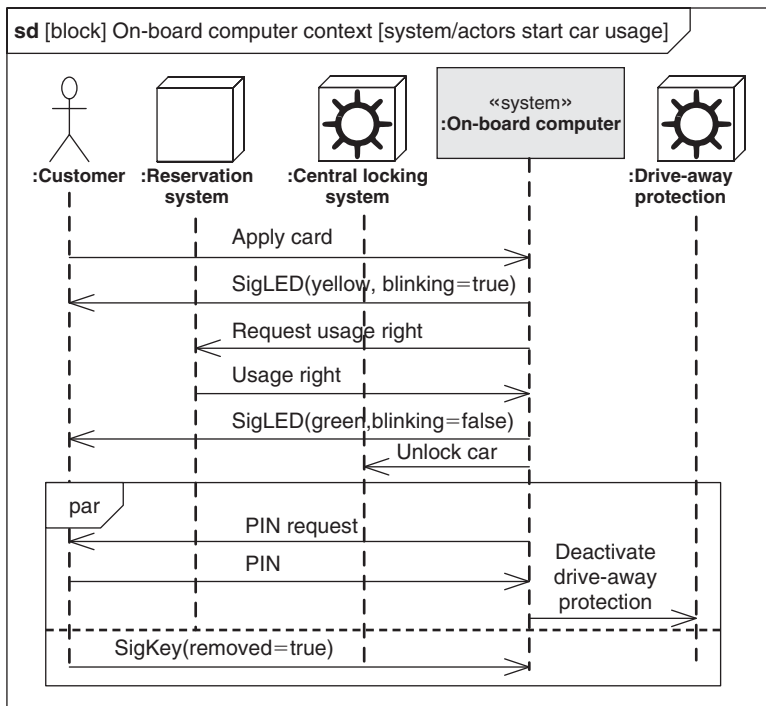 sd [block] On-board computer context [system/actors start car usage]
«system»
:On-board computer
:Customer
:Reservation
system
:Central locking
system
:Drive-away
protection
Apply card
SigLED(yellow, blinking=true)
Request usage right
Usage right
SigLED(green,blinking=false)
Unlock car
par
PIN request
PIN
Deactivate
drive-away
protection
SigKey(removed=true)